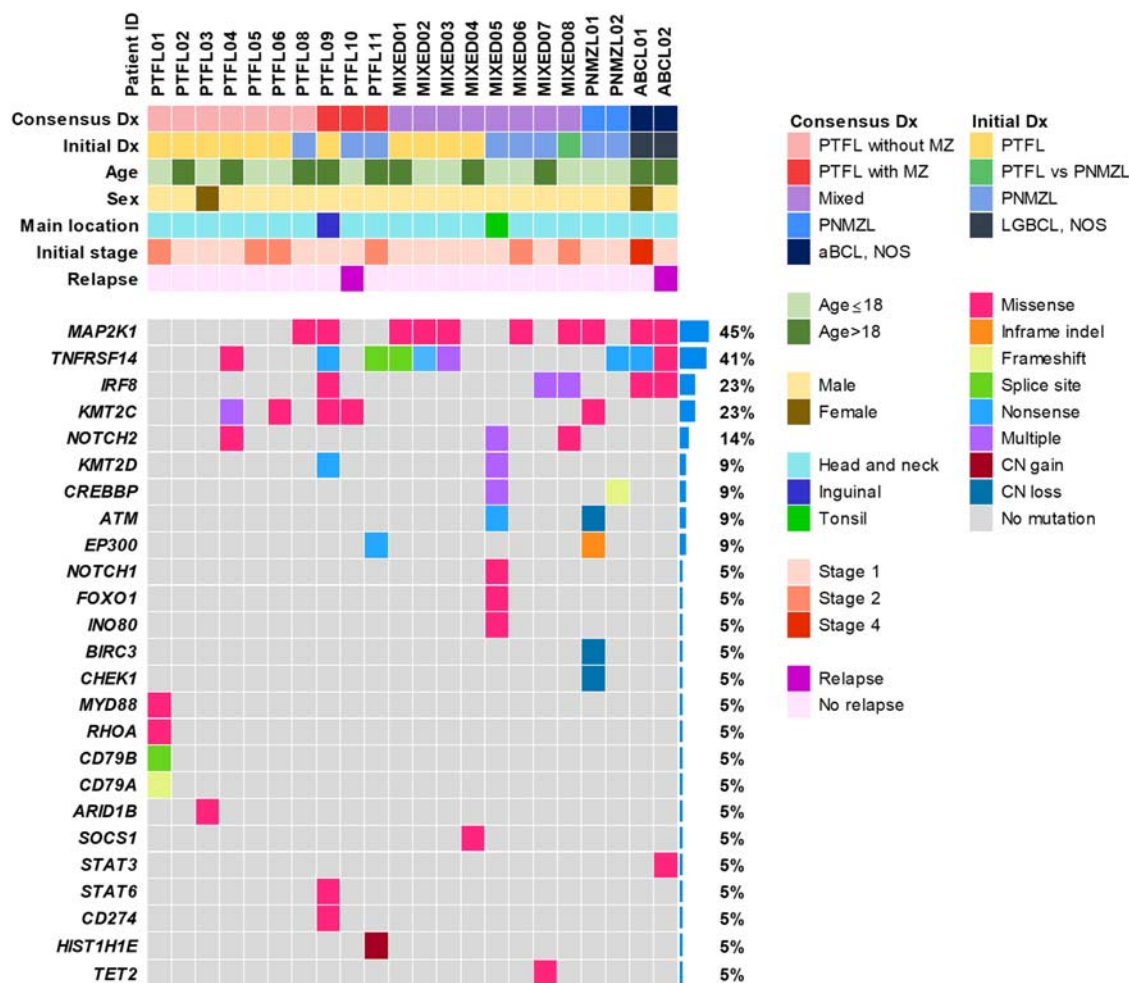 Patient ID
PTFL01
PTFL02
PTFL03
PTFL04
PTFL05
PTFL06
PTFL08
PTFL09
PTFL10
PTFL11
MIXED01
MIXED02
MIXED03
MIXED04
MIXED05
MIXED06
MIXED07
MIXED08
PNMZL01
PNMZL02
ABCL01
ABCL02
Consensus Dx
Initial Dx
Age
Sex
Main location
Initial stage
Relapse
MAP2K1 45%
TNFRSF14 41%
IRF8 23%
KMT2C 23%
NOTCH2 14%
KMT2D 9%
CREBBP 9%
ATM 9%
EP300 9%
NOTCH1 5%
FOXO1 5%
INO80 5%
BIRC3 5%
CHEK1 5%
MYD88 5%
RHOA 5%
CD79B 5%
CD79A 5%
ARID1B 5%
SOCS1 5%
STAT3 5%
STAT6 5%
CD274 5%
HIST1H1E 5%
TET2 5%
Consensus Dx
PTFL without MZ
PTFL with MZ
Mixed
PNMZL
aBCL, NOS
Age≤18
Age>18
Male
Female
Head and neck
Inguinal
Tonsil
Stage 1
Stage 2
Stage 4
Relapse
No relapse
Initial Dx
PTFL
PTFL vs PNMZL
PNMZL
LGBCL, NOS
Missense
Inframe indel
Frameshift
Splice site
Nonsense
Multiple
CN gain
CN loss
No mutation